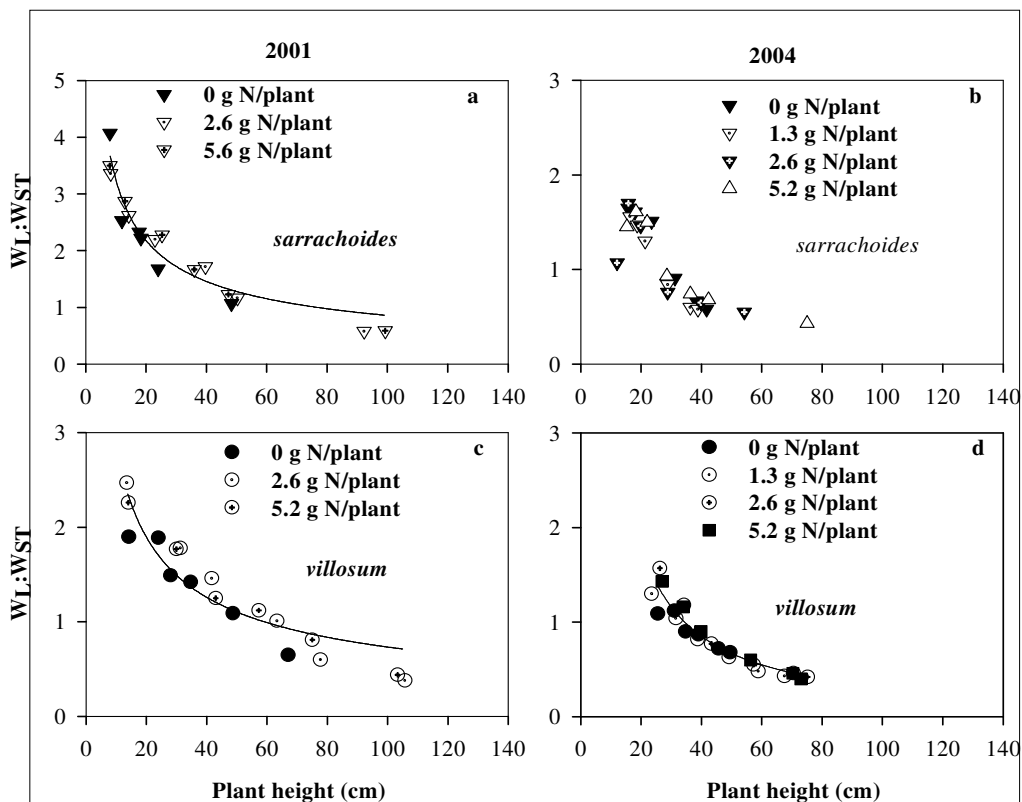 2001
2004
5
4
3
2
1
0
0 g N/plant
2.6 g N/plant
5.6 g N/plant
a
sarrachoides
WL:WST
0 20 40 60 80 100 120 140
3
2
1
0
0 g N/plant
1.3 g N/plant
2.6 g N/plant
5.2 g N/plant
b
sarrachoides
0 20 40 60 80 100 120 140
3
2
1
0
0 g N/plant
2.6 g N/plant
5.2 g N/plant
c
villosum
WL:WST
0 20 40 60 80 100 120 140
Plant height (cm)
3
2
1
0
0 g N/plant
1.3 g N/plant
2.6 g N/plant
5.2 g N/plant
d
villosum
0 20 40 60 80 100 120 140
Plant height (cm)